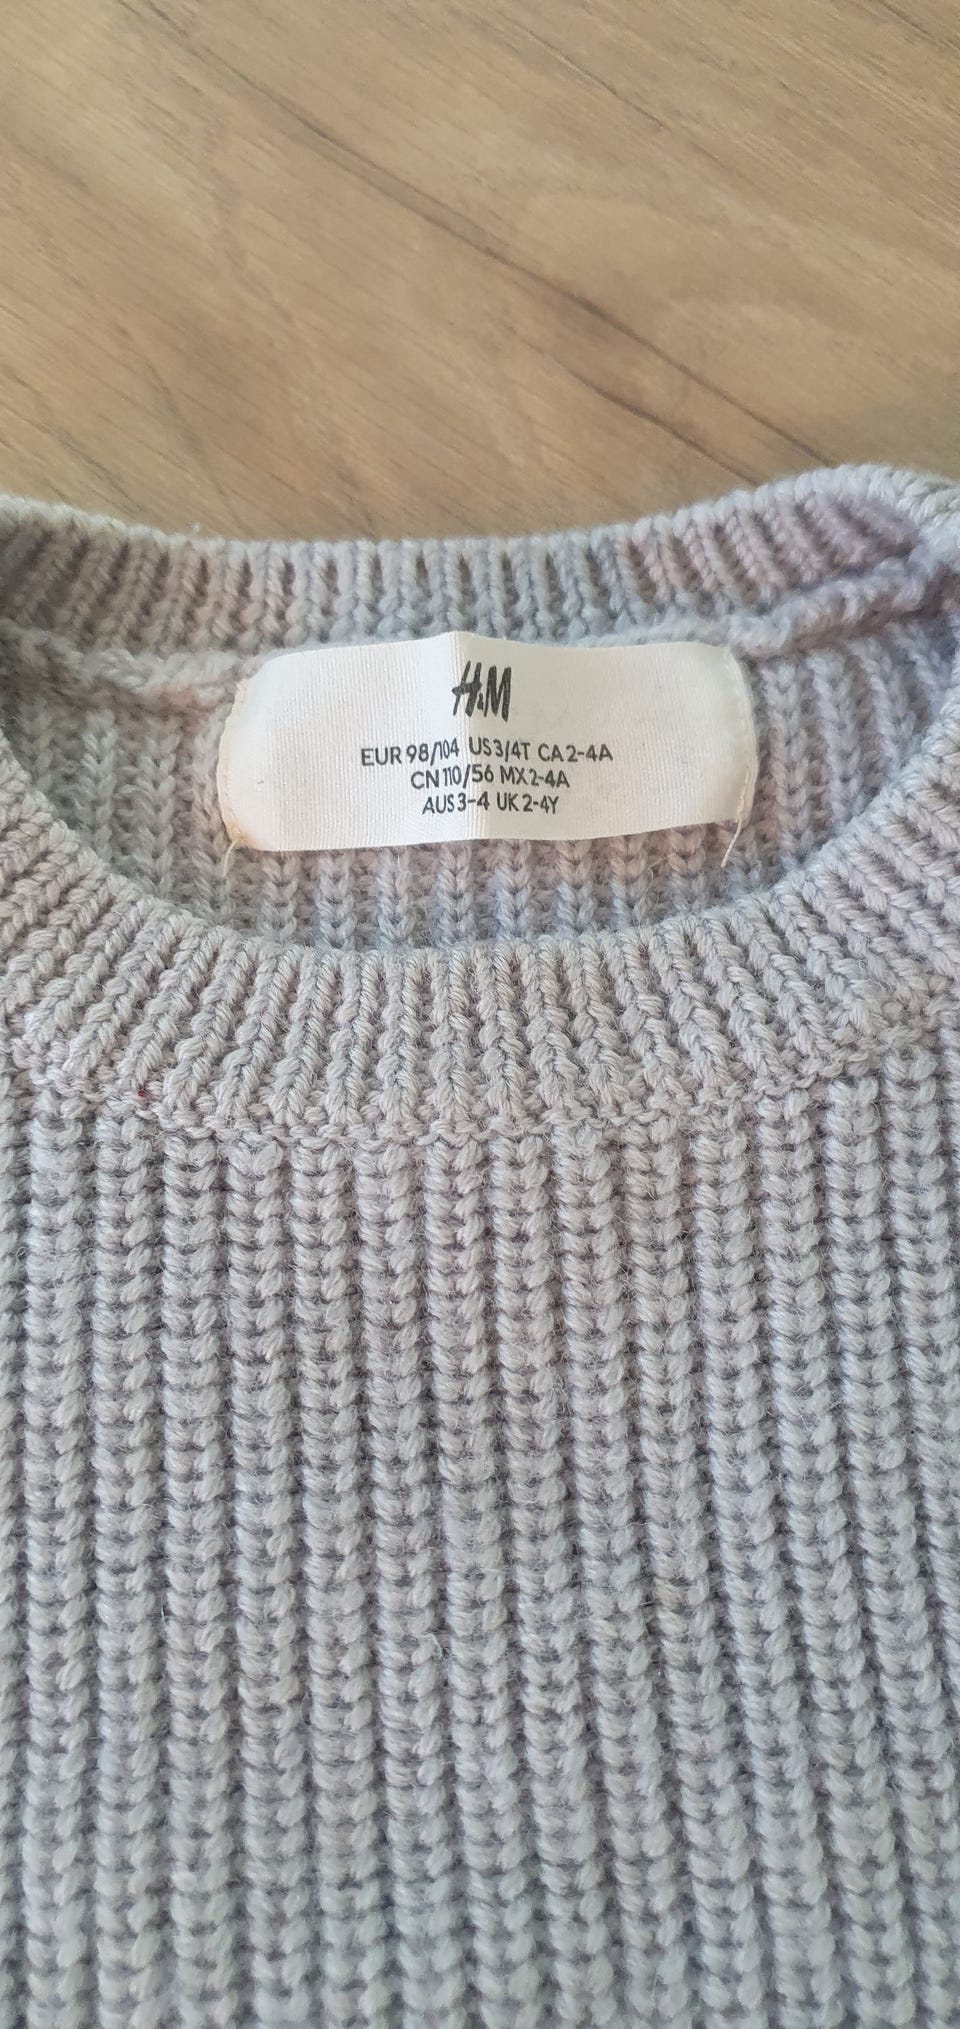 H&M
EUR 98/104 US 3/4T CA 2-4A
CN 110/56 MX 2-4A
AUS 3-4 UK 2-4Y